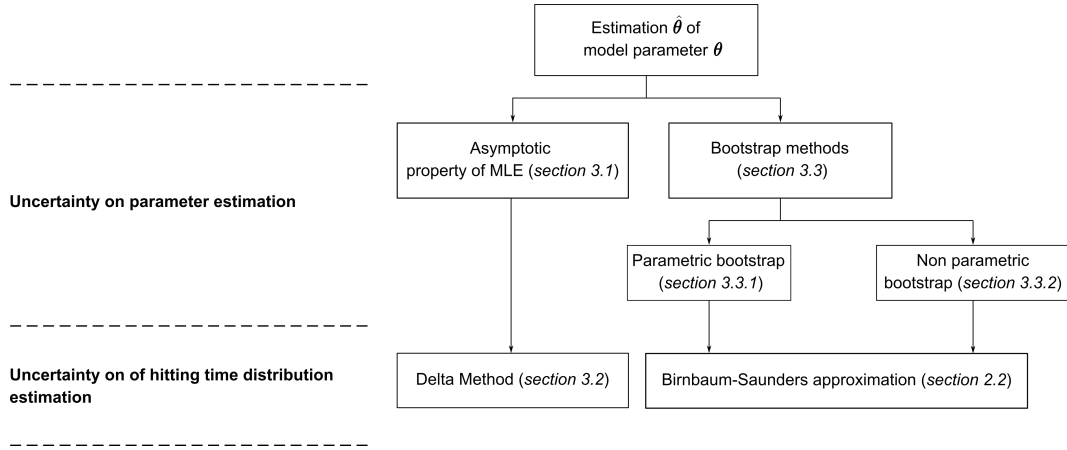 Estimation θ̂ of
model parameter θ
Asymptotic
property of MLE (section 3.1)
Bootstrap methods
(section 3.3)
Uncertainty on parameter estimation
Parametric bootstrap
(section 3.3.1)
Non parametric
bootstrap (section 3.3.2)
Uncertainty on of hitting time distribution
estimation
Delta Method (section 3.2)
Birnbaum-Saunders approximation (section 2.2)